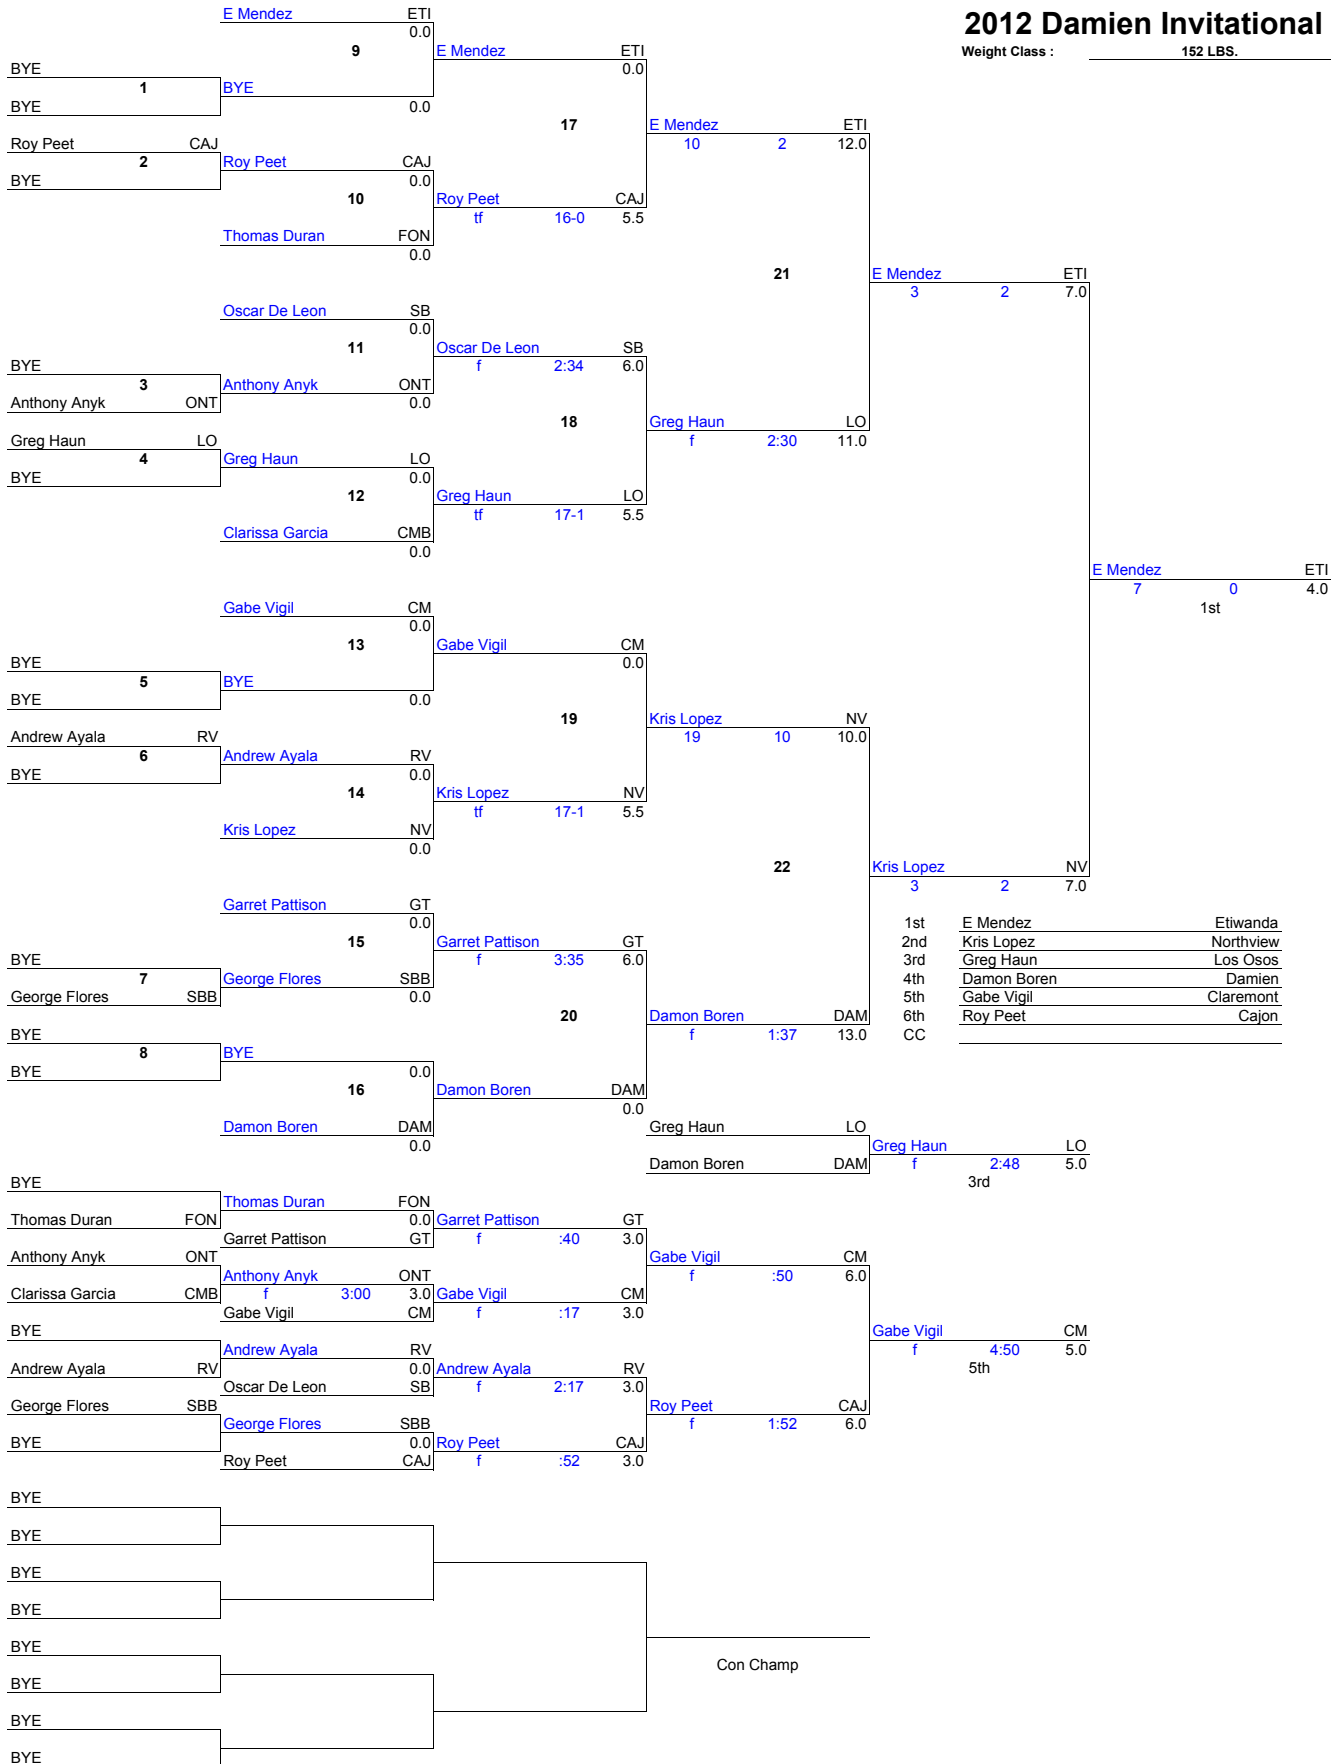 2012 Damien Invitational
Weight Class : 152 LBS.
E Mendez ETI
0.0
9
E Mendez ETI
0.0
BYE
1
BYE
0.0
BYE
17
E Mendez ETI
10 2 12.0
Roy Peet CAJ
2
Roy Peet CAJ
0.0
BYE
10
Roy Peet CAJ
tf 16-0 5.5
Thomas Duran FON
0.0
21
E Mendez ETI
3 2 7.0
Oscar De Leon SB
0.0
11
Oscar De Leon SB
f 2:34 6.0
BYE
3
Anthony Anyk ONT
0.0
Anthony Anyk ONT
18
Greg Haun LO
f 2:30 11.0
Greg Haun LO
4
Greg Haun LO
0.0
BYE
12
Greg Haun LO
tf 17-1 5.5
Clarissa Garcia CMB
0.0
E Mendez ETI
7 0 4.0
1st
Gabe Vigil CM
0.0
13
Gabe Vigil CM
0.0
BYE
5
BYE
0.0
BYE
19
Kris Lopez NV
19 10 10.0
Andrew Ayala RV
6
Andrew Ayala RV
0.0
BYE
14
Kris Lopez NV
tf 17-1 5.5
Kris Lopez NV
0.0
22
Kris Lopez NV
3 2 7.0
Garret Pattison GT
0.0
15
Garret Pattison GT
f 3:35 6.0
BYE
7
George Flores SBB
0.0
George Flores SBB
20
Damon Boren DAM
f 1:37 13.0
BYE
8
BYE
0.0
BYE
16
Damon Boren DAM
0.0
Damon Boren DAM
0.0
1st E Mendez Etiwanda
2nd Kris Lopez Northview
3rd Greg Haun Los Osos
4th Damon Boren Damien
5th Gabe Vigil Claremont
6th Roy Peet Cajon
CC
Greg Haun LO
Greg Haun LO
f 2:48 5.0
Damon Boren DAM
3rd
BYE
Thomas Duran FON
0.0
Thomas Duran FON
Garret Pattison GT
f :40 3.0
Garret Pattison GT
Anthony Anyk ONT
Gabe Vigil CM
f :50 6.0
Anthony Anyk ONT
f 3:00 3.0
Clarissa Garcia CMB
Gabe Vigil CM
f :17 3.0
Gabe Vigil CM
BYE
Gabe Vigil CM
f 4:50 5.0
5th
Andrew Ayala RV
0.0
Andrew Ayala RV
Andrew Ayala RV
f 2:17 3.0
Oscar De Leon SB
George Flores SBB
Roy Peet CAJ
f 1:52 6.0
George Flores SBB
0.0
BYE
Roy Peet CAJ
f :52 3.0
Roy Peet CAJ
BYE
BYE
BYE
BYE
BYE
Con Champ
BYE
BYE
BYE